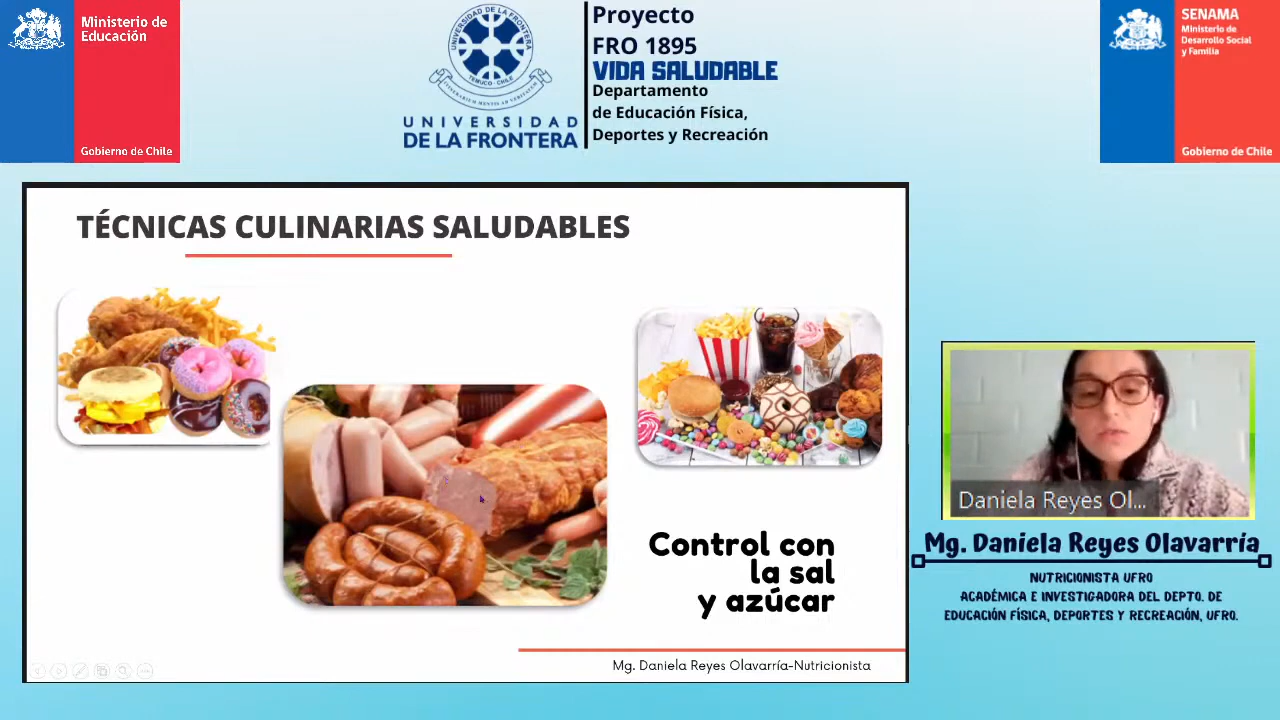 Ministerio de
Educación
Gobierno de Chile
UNIVERSIDAD DE LA FRONTERA
TEMUCO - CHILE
UNIVERSIDAD
DE LA FRONTERA
Proyecto
FRO 1895
VIDA SALUDABLE
Departamento
de Educación Física,
Deportes y Recreación
SENAMA
Ministerio de
Desarrollo Social
y Familia
Gobierno de Chile
TÉCNICAS CULINARIAS SALUDABLES
Control con
la sal
y azúcar
Mg. Daniela Reyes Olavarría-Nutricionista
Daniela Reyes Ol...
Mg. Daniela Reyes Olavarría
NUTRICIONISTA UFRO
ACADÉMICA E INVESTIGADORA DEL DEPTO. DE
EDUCACIÓN FÍSICA, DEPORTES Y RECREACIÓN, UFRO.